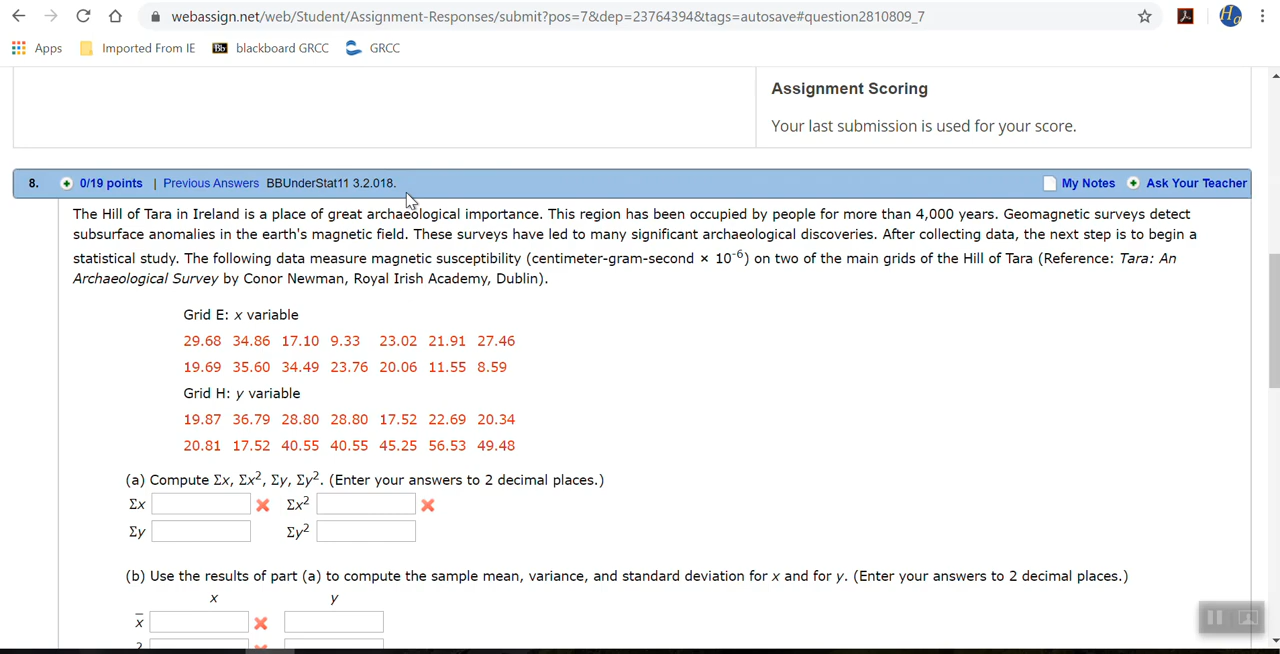 webassign.net/web/Student/Assignment-Responses/submit?pos=7&dep=23764394&tags=autosave#question2810809_7
Apps Imported From IE Bb blackboard GRCC GRCC
Assignment Scoring
Your last submission is used for your score.
8. 0/19 points | Previous Answers BBUnderStat11 3.2.018. My Notes Ask Your Teacher
The Hill of Tara in Ireland is a place of great archaeological importance. This region has been occupied by people for more than 4,000 years. Geomagnetic surveys detect
subsurface anomalies in the earth's magnetic field. These surveys have led to many significant archaeological discoveries. After collecting data, the next step is to begin a
statistical study. The following data measure magnetic susceptibility (centimeter-gram-second × 10⁻⁶) on two of the main grids of the Hill of Tara (Reference: Tara: An
Archaeological Survey by Conor Newman, Royal Irish Academy, Dublin).
Grid E: x variable
29.68 34.86 17.10 9.33 23.02 21.91 27.46
19.69 35.60 34.49 23.76 20.06 11.55 8.59
Grid H: y variable
19.87 36.79 28.80 28.80 17.52 22.69 20.34
20.81 17.52 40.55 40.55 45.25 56.53 49.48
(a) Compute Σx, Σx², Σy, Σy². (Enter your answers to 2 decimal places.)
Σx Σx²
Σy Σy²
(b) Use the results of part (a) to compute the sample mean, variance, and standard deviation for x and for y. (Enter your answers to 2 decimal places.)
x y
x̅
2